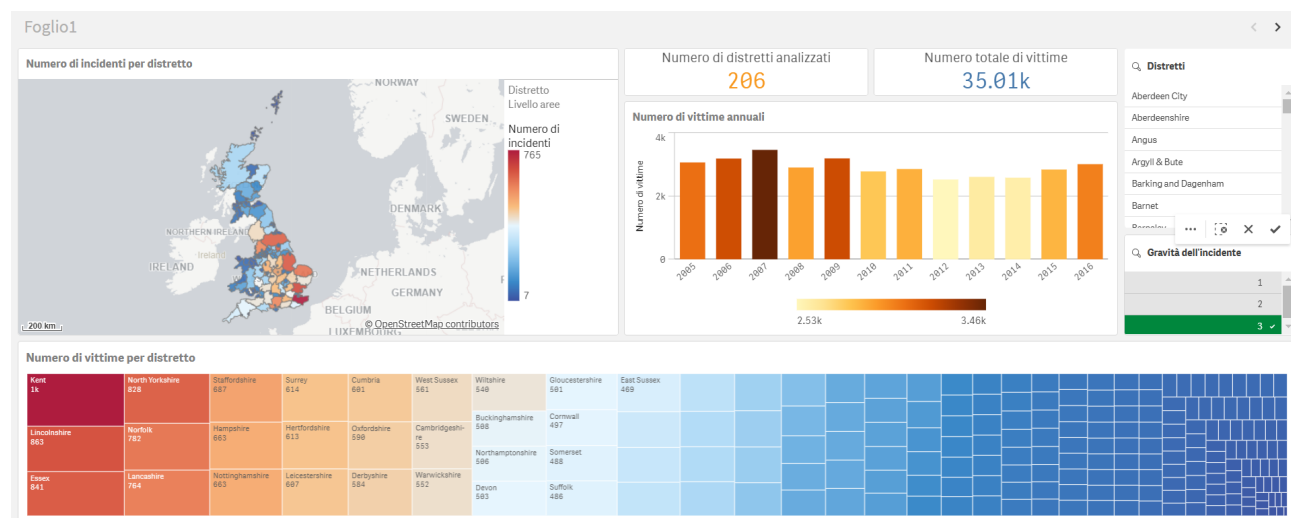 Foglio1
Numero di incidenti per distretto
NORWAY
SWEDEN
DENMARK
NORTHERN IRELAND
Ireland
IRELAND
NETHERLANDS
GERMANY
BELGIUM
LUXEMBOURG
200 km
© OpenStreetMap contributors
Distretto
Livello aree
Numero di
incidenti
765
7
Numero di distretti analizzati
206
Numero totale di vittime
35.01k
Numero di vittime annuali
Numero di vittime
4k
2k
0
2005 2006 2007 2008 2009 2010 2011 2012 2013 2014 2015 2016
2.53k 3.46k
Distretti
Aberdeen City
Aberdeenshire
Angus
Argyll & Bute
Barking and Dagenham
Barnet
Gravità dell'incidente
1
2
3
Numero di vittime per distretto
Kent
1k
Lincolnshire
863
Essex
841
North Yorkshire
828
Norfolk
782
Lancashire
764
Staffordshire
687
Hampshire
663
Nottinghamshire
663
Surrey
614
Hertfordshire
613
Leicestershire
607
Cumbria
601
Oxfordshire
590
Derbyshire
584
West Sussex
561
Cambridgeshi-
re
553
Warwickshire
552
Wiltshire
540
Buckinghamshire
508
Northamptonshire
506
Devon
503
Gloucestershire
501
Cornwall
497
Somerset
488
Suffolk
486
East Sussex
469